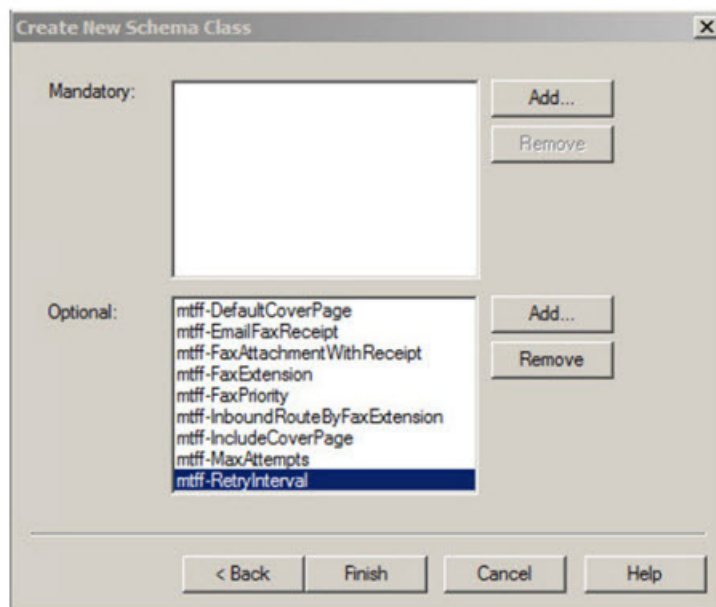 Create New Schema Class
Mandatory:
Add...
Remove
Optional:
mtff-DefaultCoverPage
mtff-EmailFaxReceipt
mtff-FaxAttachmentWithReceipt
mtff-FaxExtension
mtff-FaxPriority
mtff-InboundRouteByFaxExtension
mtff-IncludeCoverPage
mtff-MaxAttempts
mtff-RetryInterval
Add...
Remove
< Back
Finish
Cancel
Help